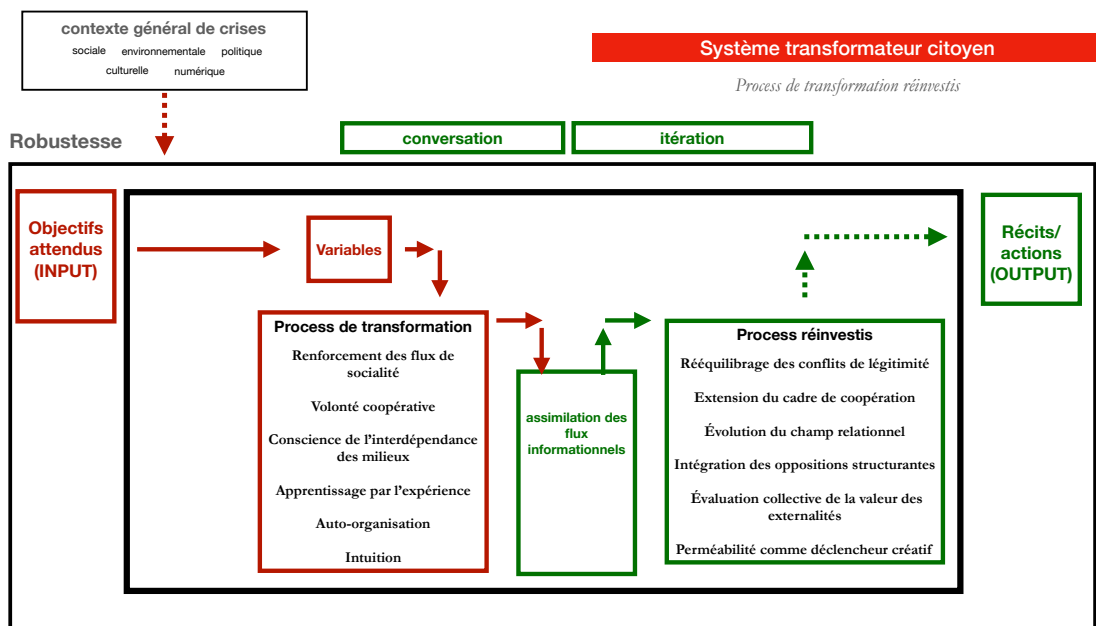 contexte général de crises
sociale environnementale politique
culturelle numérique
Système transformateur citoyen
Process de transformation réinvestis
Robustesse
conversation
itération
Objectifs
attendus
(INPUT)
Variables
Récits/
actions
(OUTPUT)
Process de transformation
Renforcement des flux de
socialité
Volonté coopérative
Conscience de l'interdépendance
des milieux
Apprentissage par l'expérience
Auto-organisation
Intuition
assimilation des
flux
informationnels
Process réinvestis
Rééquilibrage des conflits de légitimité
Extension du cadre de coopération
Évolution du champ relationnel
Intégration des oppositions structurantes
Évaluation collective de la valeur des
externalités
Perméabilité comme déclencheur créatif